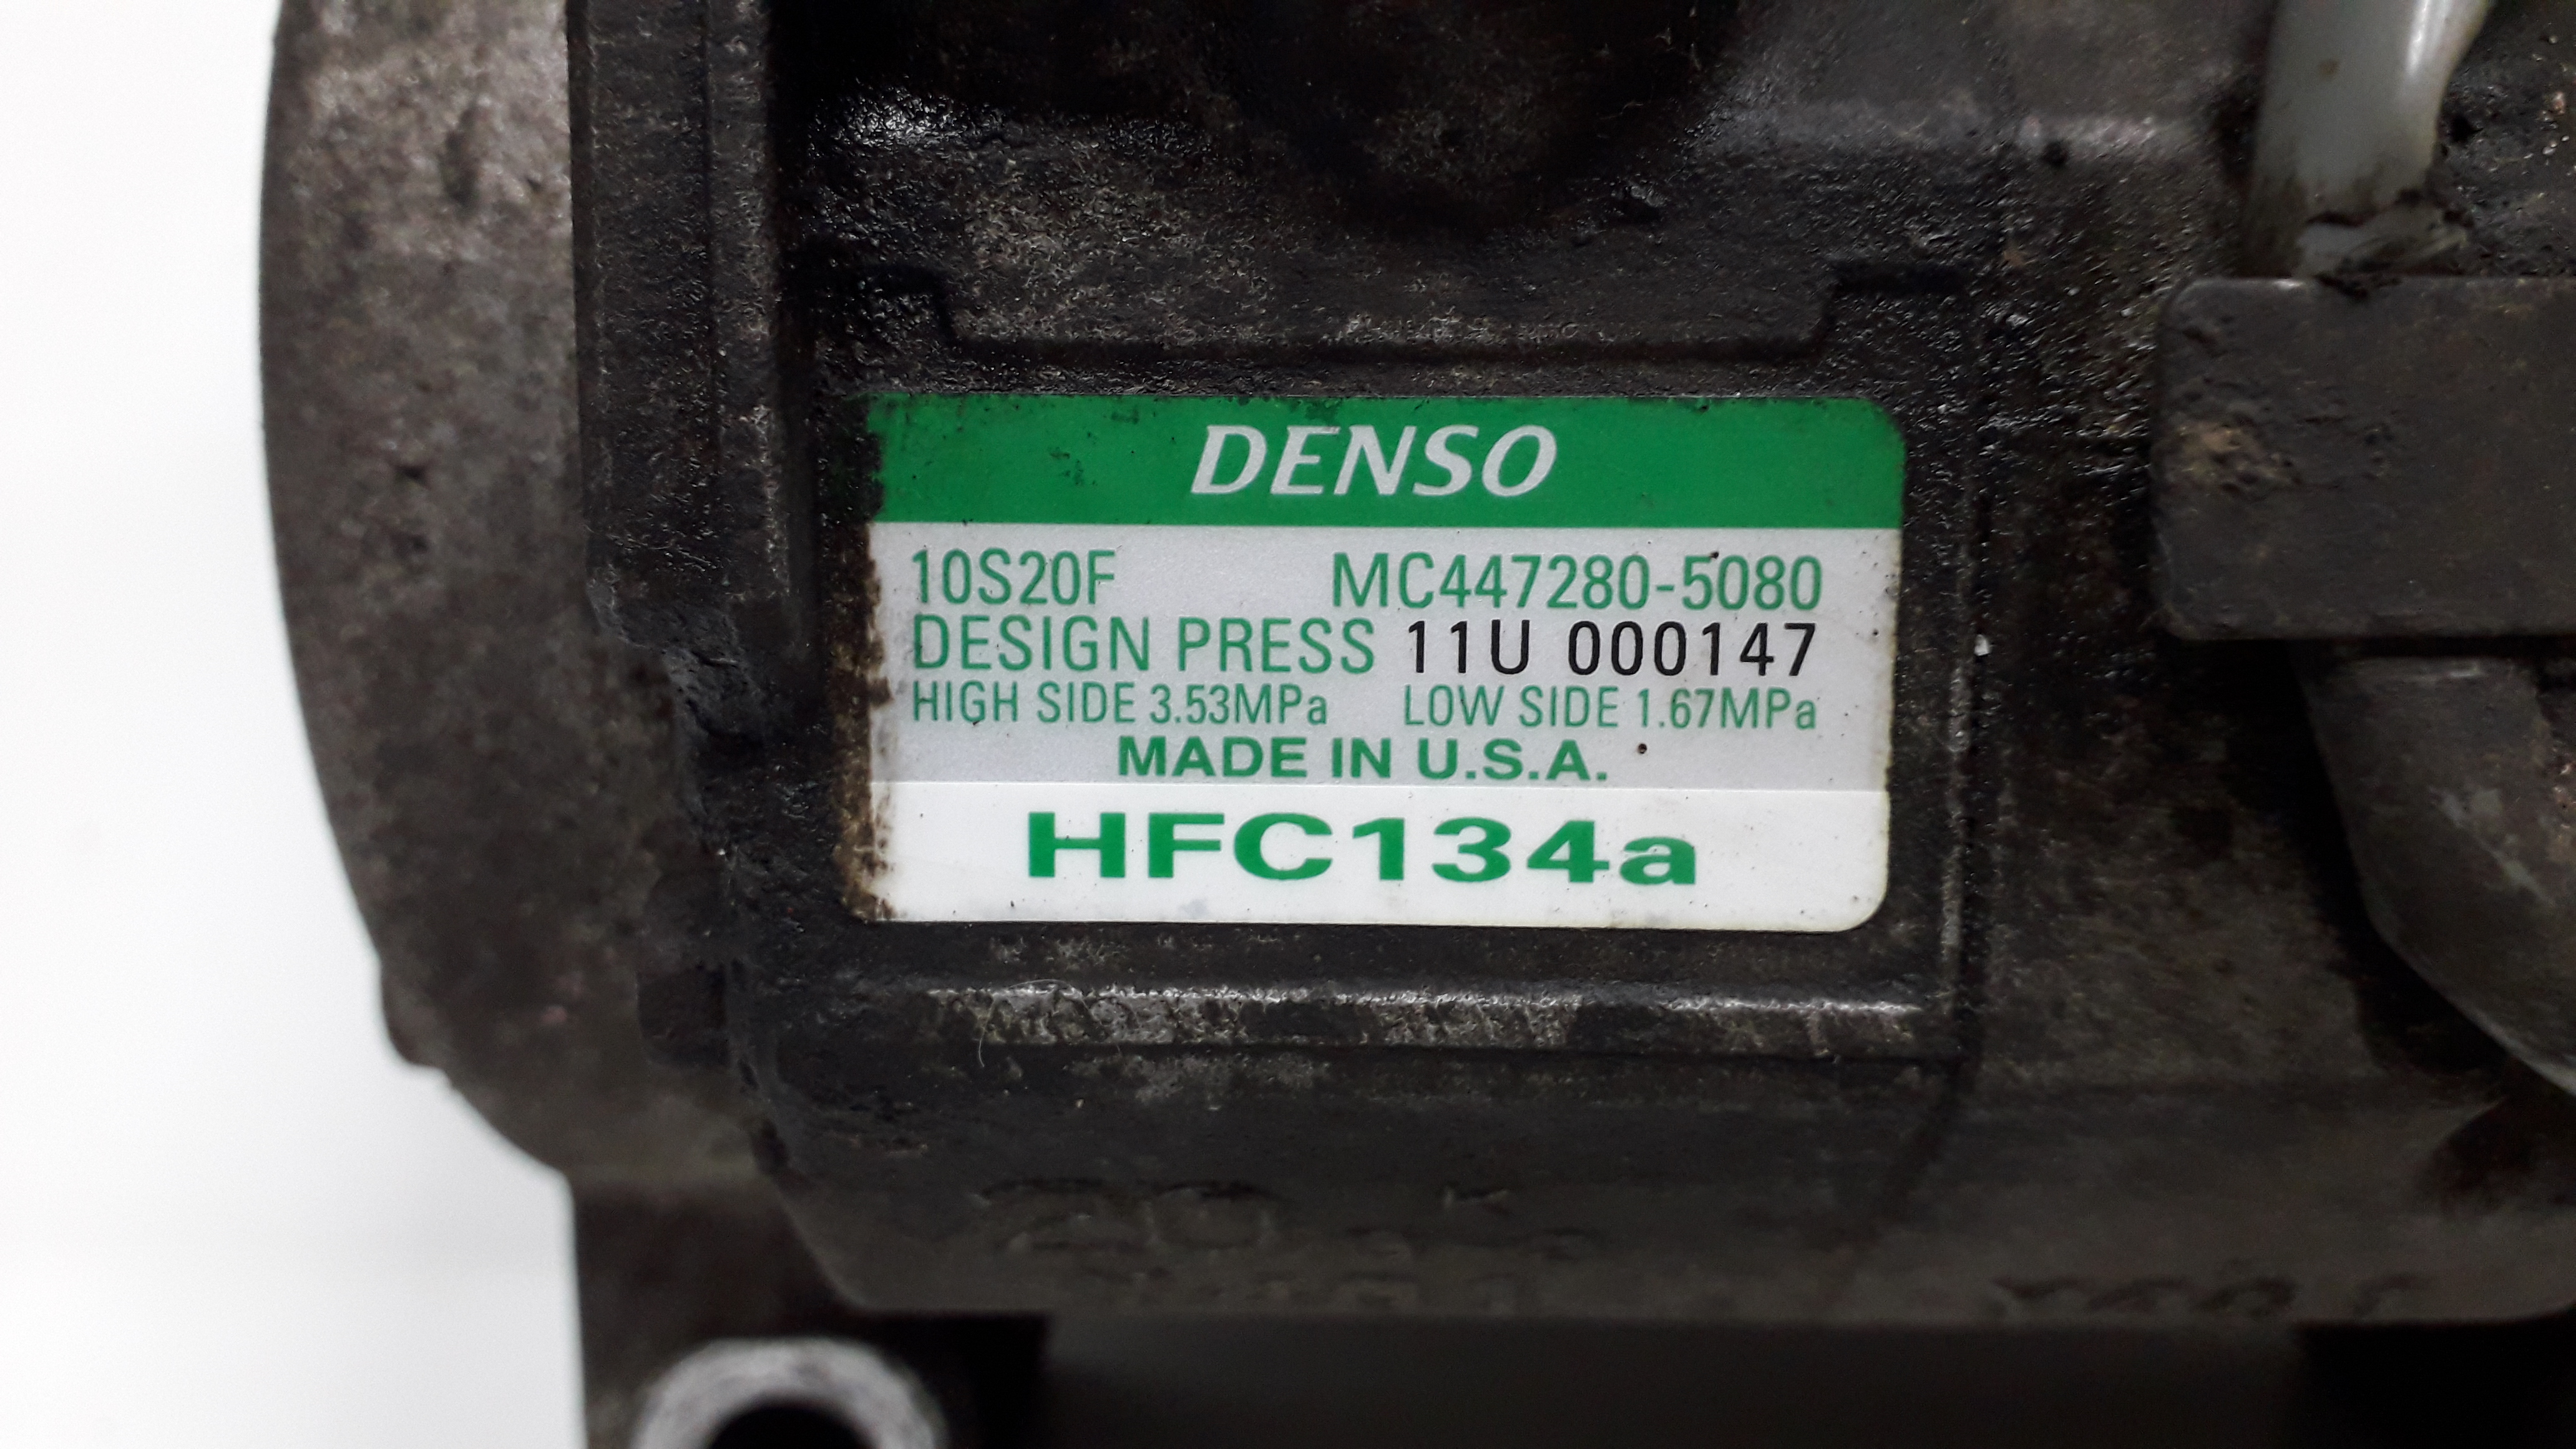 DENSO
10S20F MC447280-5080
DESIGN PRESS 11U 000147
HIGH SIDE 3.53MPa LOW SIDE 1.67MPa
MADE IN U.S.A.
HFC134a